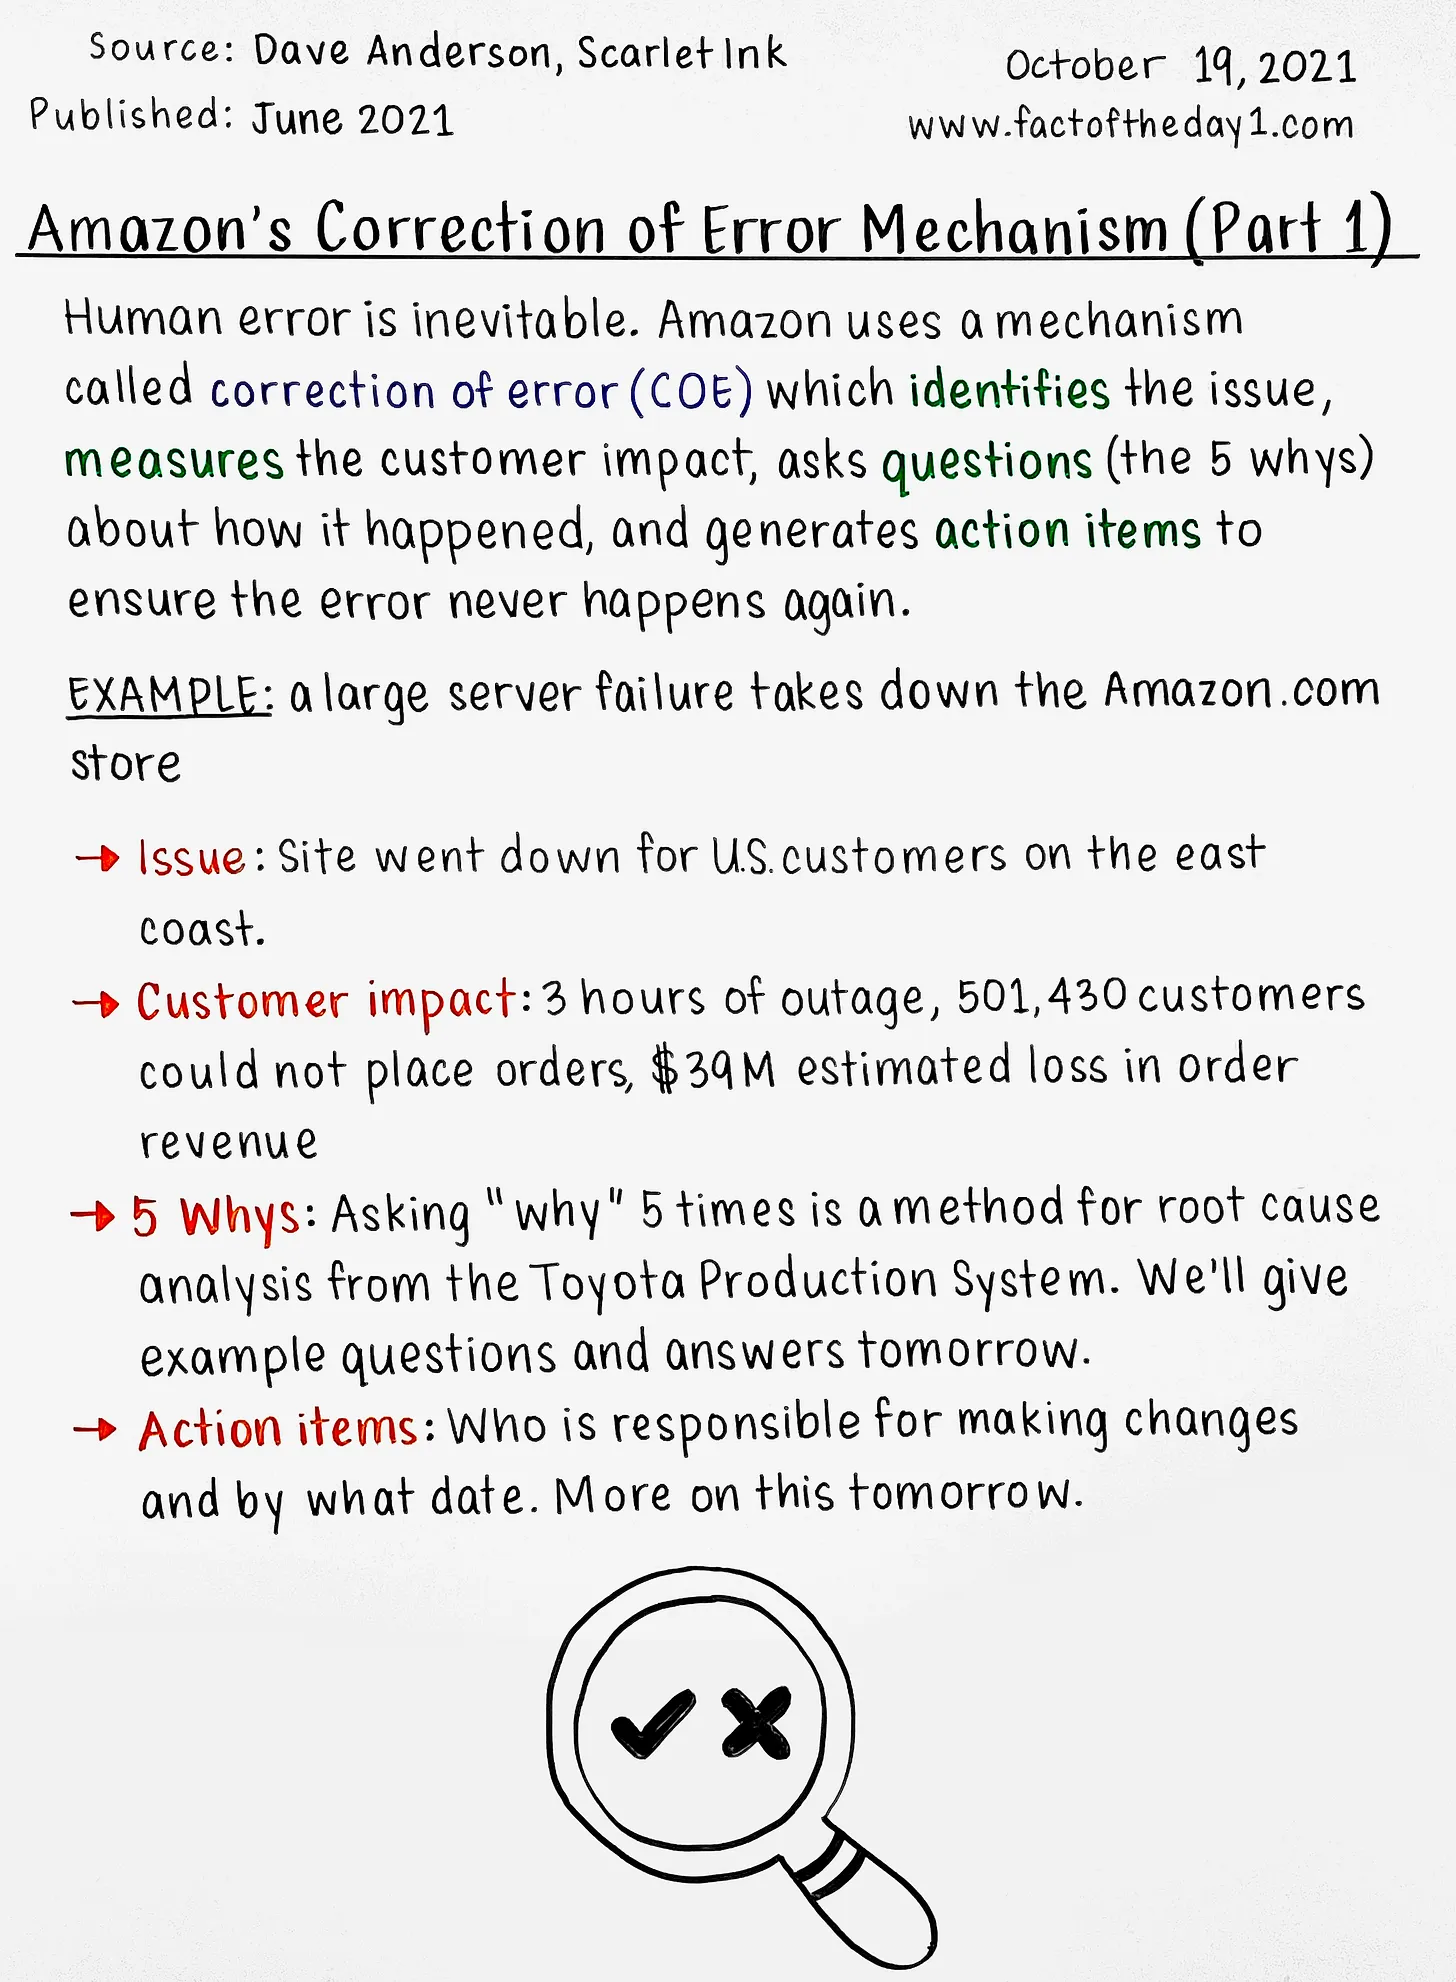 Source: Dave Anderson, Scarlet Ink
Published: June 2021
October 19, 2021
www.factoftheday1.com
Amazon's Correction of Error Mechanism (Part 1)
Human error is inevitable. Amazon uses a mechanism
called correction of error (COE) which identifies the issue,
measures the customer impact, asks questions (the 5 whys)
about how it happened, and generates action items to
ensure the error never happens again.
EXAMPLE: a large server failure takes down the Amazon.com
store
→ Issue: Site went down for U.S. customers on the east
coast.
→ Customer impact: 3 hours of outage, 501,430 customers
could not place orders, $39M estimated loss in order
revenue
→ 5 Whys: Asking "why" 5 times is a method for root cause
analysis from the Toyota Production System. We'll give
example questions and answers tomorrow.
→ Action items: Who is responsible for making changes
and by what date. More on this tomorrow.